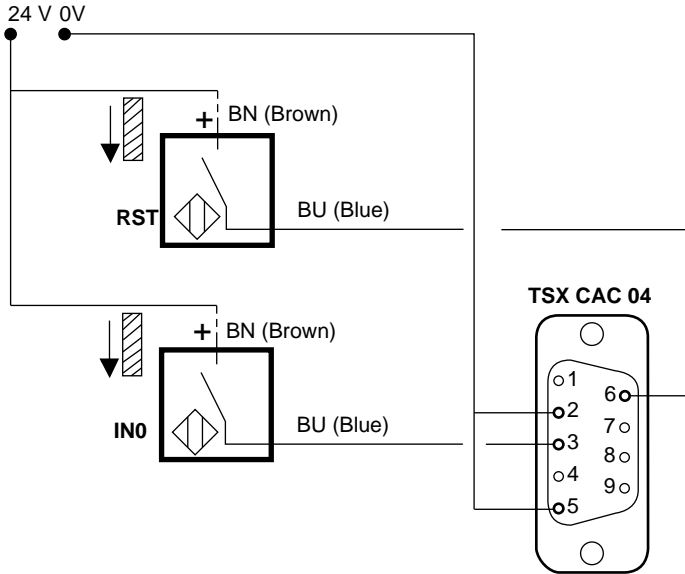 24 V 0V
+ BN (Brown)
RST
BU (Blue)
TSX CAC 04
+ BN (Brown)
IN0
BU (Blue)
1
6
2
7
3
8
4
9
5